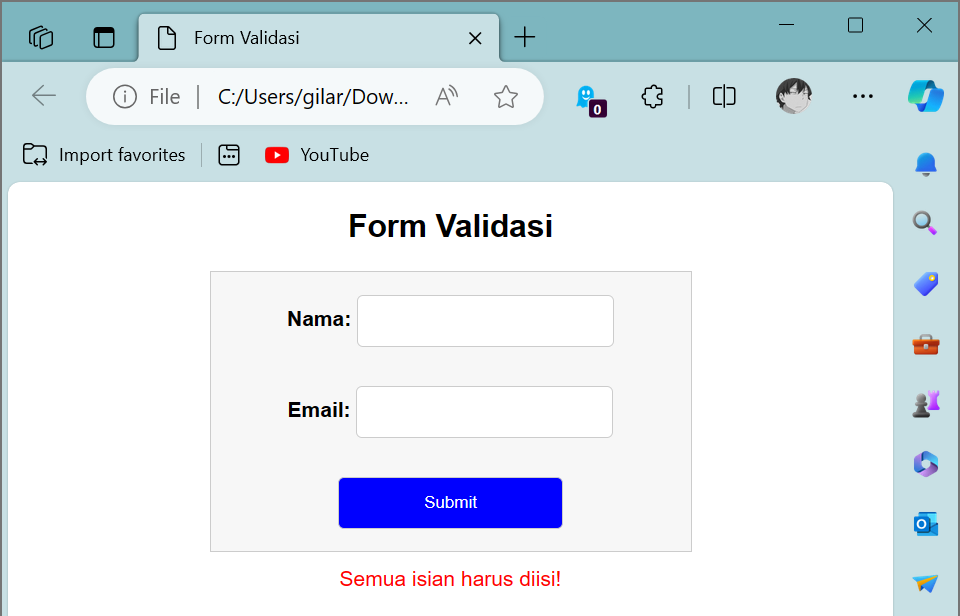 Form Validasi
File | C:/Users/gilar/Dow...
0
Import favorites
YouTube
Form Validasi
Nama:
Email:
Submit
Semua isian harus diisi!